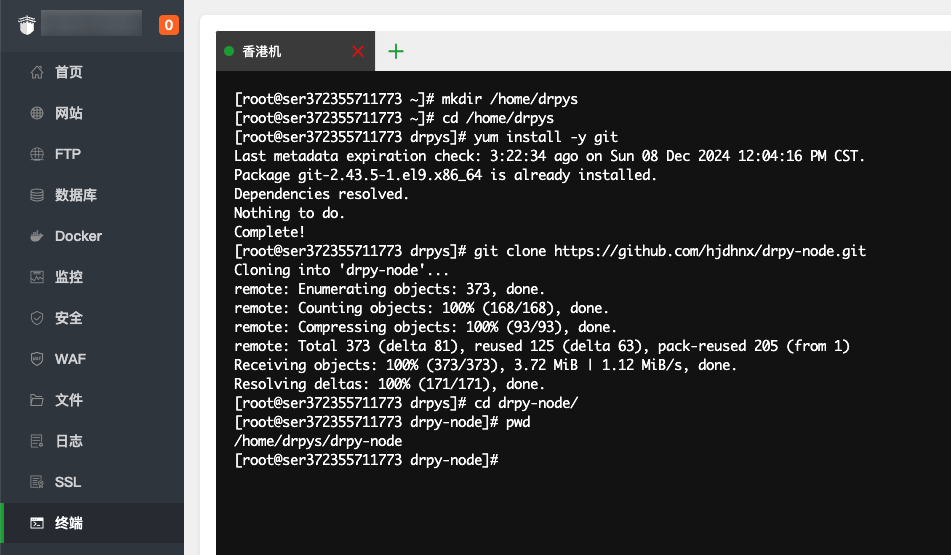 0
首页
网站
FTP
数据库
Docker
监控
安全
WAF
文件
日志
SSL
终端
香港机
[root@ser372355711773 ~]# mkdir /home/drpys
[root@ser372355711773 ~]# cd /home/drpys
[root@ser372355711773 drpys]# yum install -y git
Last metadata expiration check: 3:22:34 ago on Sun 08 Dec 2024 12:04:16 PM CST.
Package git-2.43.5-1.el9.x86_64 is already installed.
Dependencies resolved.
Nothing to do.
Complete!
[root@ser372355711773 drpys]# git clone https://github.com/hjdhnx/drpy-node.git
Cloning into 'drpy-node'...
remote: Enumerating objects: 373, done.
remote: Counting objects: 100% (168/168), done.
remote: Compressing objects: 100% (93/93), done.
remote: Total 373 (delta 81), reused 125 (delta 63), pack-reused 205 (from 1)
Receiving objects: 100% (373/373), 3.72 MiB | 1.12 MiB/s, done.
Resolving deltas: 100% (171/171), done.
[root@ser372355711773 drpys]# cd drpy-node/
[root@ser372355711773 drpy-node]# pwd
/home/drpys/drpy-node
[root@ser372355711773 drpy-node]#